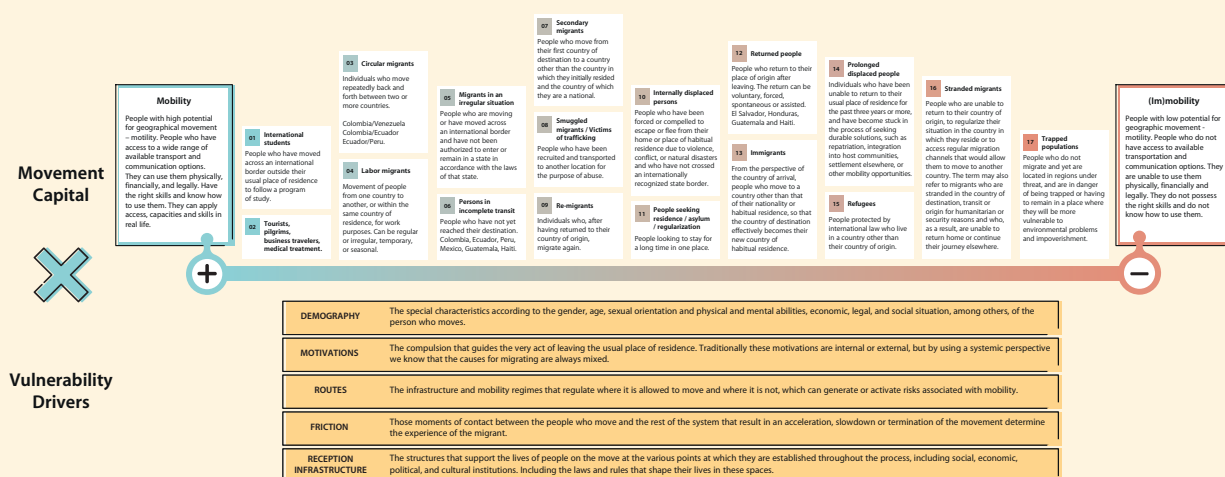 Movement
Capital
Mobility
People with high potential
for geographical movement
– motility. People who have
access to a wide range of
available transport and
communication options.
They can use them physically,
financially, and legally. Have
the right skills and know how
to use them. They can apply
access, capacities and skills in
real life.
01 International
students
People who have moved
across an international
border outside their
usual place of residence
to follow a program
of study.
02 Tourists,
pilgrims,
business travelers,
medical treatment.
03 Circular migrants
Individuals who move
repeatedly back and
forth between two or
more countries.
Colombia/Venezuela
Colombia/Ecuador
Ecuador/Peru.
04 Labor migrants
Movement of people
from one country to
another, or within the
same country of
residence, for work
purposes. Can be regular
or irregular, temporary,
or seasonal.
05 Migrants in an
irregular situation
People who are moving
or have moved across
an international border
and have not been
authorized to enter or
remain in a state in
accordance with the laws
of that state.
06 Persons in
incomplete transit
People who have not yet
reached their destination.
Colombia, Ecuador, Peru,
Mexico, Guatemala, Haiti.
07 Secondary
migrants
People who move from
their first country of
destination to a country
other than the country in
which they initially resided
and the country of which
they are a national.
08 Smuggled
migrants / Victims
of trafficking
People who have been
recruited and transported
to another location for
the purpose of abuse.
09 Re-migrants
Individuals who, after
having returned to their
country of origin,
migrate again.
10 Internally displaced
persons
People who have been
forced or compelled to
escape or flee from their
home or place of habitual
residence due to violence,
conflict, or natural disasters
and who have not crossed
an internationally
recognized state border.
11 People seeking
residence / asylum
/ regularization
People looking to stay for
a long time in one place.
12 Returned people
People who return to their
place of origin after
leaving. The return can be
voluntary, forced,
spontaneous or assisted.
El Salvador, Honduras,
Guatemala and Haiti.
13 Immigrants
From the perspective of
the country of arrival,
people who move to a
country other than that
of their nationality or
habitual residence, so that
the country of destination
effectively becomes their
new country of
habitual residence.
14 Prolonged
displaced people
Individuals who have been
unable to return to their
usual place of residence for
the past three years or more,
and have become stuck in
the process of seeking
durable solutions, such as
repatriation, integration
into host communities,
settlement elsewhere, or
other mobility opportunities.
15 Refugees
People protected by
international law who live
in a country other than
their country of origin.
16 Stranded migrants
People who are unable to
return to their country of
origin, to regularize their
situation in the country in
which they reside or to
access regular migration
channels that would allow
them to move to another
country. The term may also
refer to migrants who are
stranded in the country of
destination, transit or
origin for humanitarian or
security reasons and who,
as a result, are unable to
return home or continue
their journey elsewhere.
17 Trapped
populations
People who do not
migrate and yet are
located in regions under
threat, and are in danger
of being trapped or having
to remain in a place where
they will be more
vulnerable to
environmental problems
and impoverishment.
(Im)mobility
People with low potential for
geographic movement -
motility. People who do not
have access to available
transportation and
communication options. They
are unable to use them
physically, financially and
legally. They do not possess
the right skills and do not
know how to use them.
+
−
Vulnerability
Drivers
DEMOGRAPHY
The special characteristics according to the gender, age, sexual orientation and physical and mental abilities, economic, legal, and social situation, among others, of the
person who moves.
MOTIVATIONS
The compulsion that guides the very act of leaving the usual place of residence. Traditionally these motivations are internal or external, but by using a systemic perspective
we know that the causes for migrating are always mixed.
ROUTES
The infrastructure and mobility regimes that regulate where it is allowed to move and where it is not, which can generate or activate risks associated with mobility.
FRICTION
Those moments of contact between the people who move and the rest of the system that result in an acceleration, slowdown or termination of the movement determine
the experience of the migrant.
RECEPTION
INFRASTRUCTURE
The structures that support the lives of people on the move at the various points at which they are established throughout the process, including social, economic,
political, and cultural institutions. Including the laws and rules that shape their lives in these spaces.